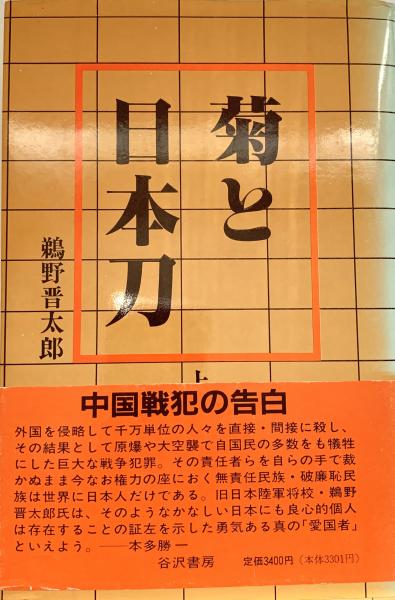 菊と
日本刀
鵜野晋太郎
上
中国戦犯の告白
外国を侵略して千万単位の人々を直接・間接に殺し、
その結果として原爆や大空襲で自国民の多数をも犠牲
にした巨大な戦争犯罪。その責任者らを自らの手で裁
かぬまま今なお権力の座におく無責任民族・破廉恥民
族は世界に日本人だけである。旧日本陸軍将校・鵜野
晋太郎氏は、そのようなかなしい日本にも良心的個人
は存在することの証左を示した勇気ある真の「愛国者」
といえよう。──本多勝一
谷沢書房 定価3400円(本体3301円)